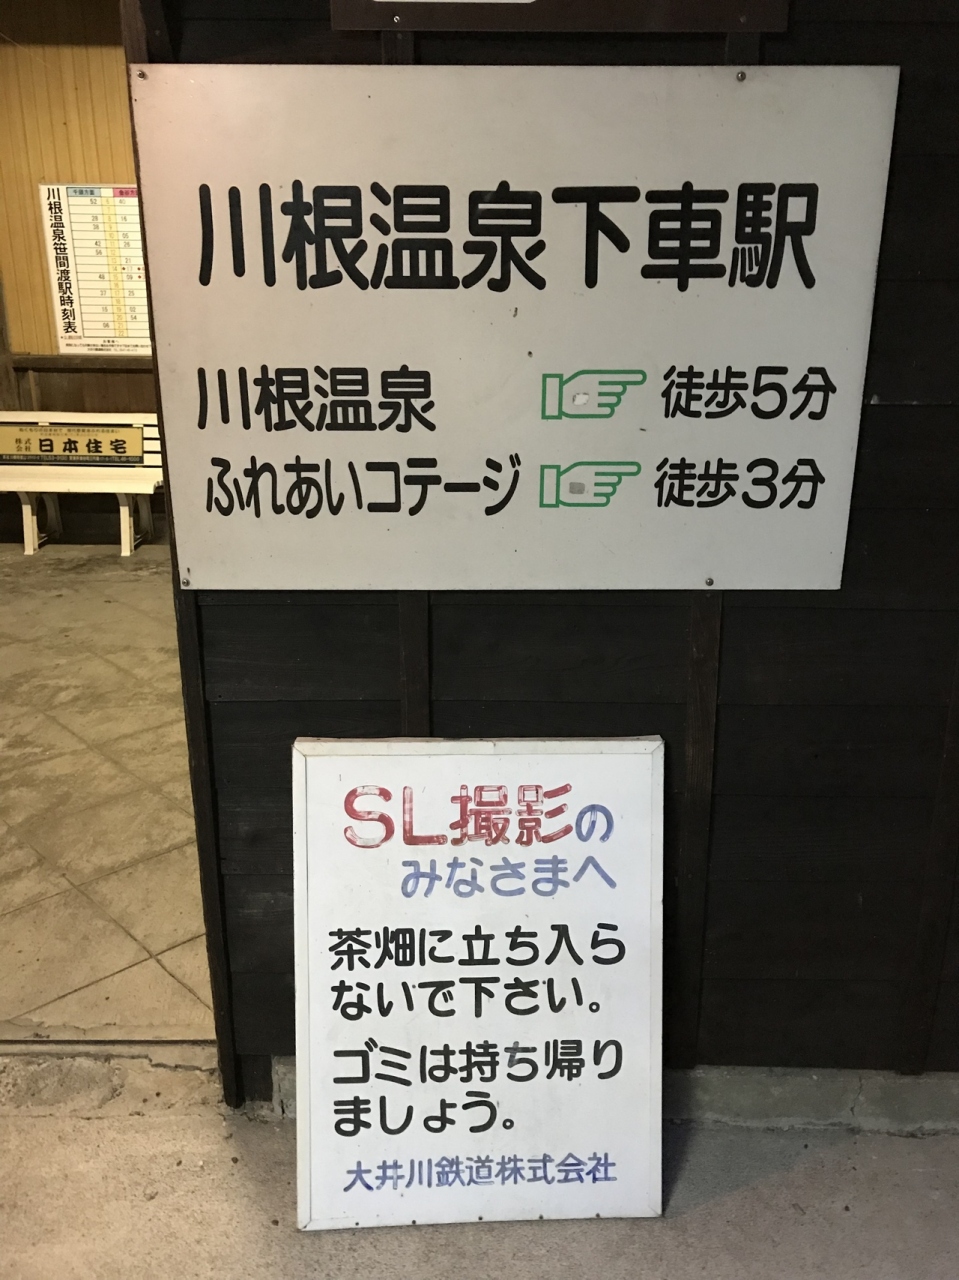 川根温泉下車駅
川根温泉 徒歩5分
ふれあいコテージ 徒歩3分
SL撮影の
みなさまへ
茶畑に立ち入ら
ないで下さい。
ゴミは持ち帰り
ましょう。
大井川鉄道株式会社
川根温泉笹間渡駅時刻表
株式会社 日本住宅